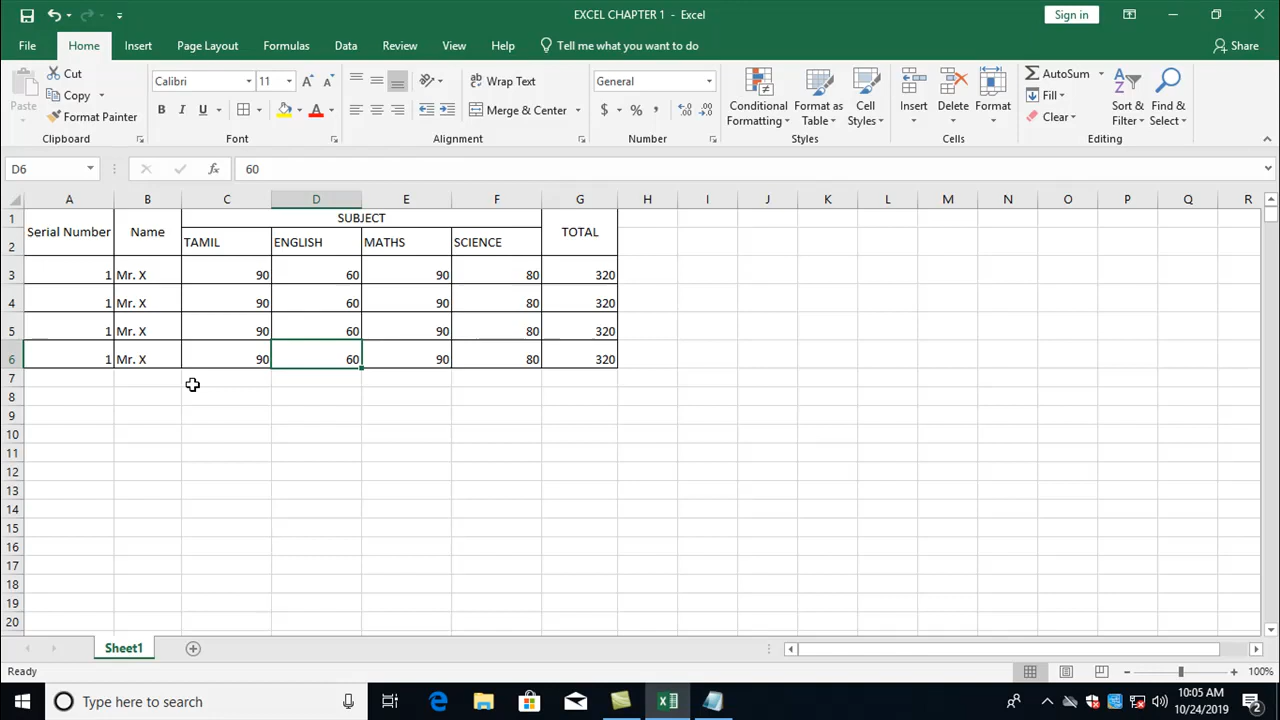 EXCEL CHAPTER 1 - Excel
Sign in
File Home Insert Page Layout Formulas Data Review View Help Tell me what you want to do Share
Paste
Cut
Copy
Format Painter
Clipboard
Calibri 11
B I U A
Font
Wrap Text
Merge & Center
Alignment
General
$ % ,
Number
Conditional Formatting
Format as Table
Cell Styles
Styles
Insert
Delete
Format
Cells
AutoSum
Fill
Clear
Sort & Filter
Find & Select
Editing
D6 fx 60
A B C D E F G H I J K L M N O P Q R
1 Serial Number Name SUBJECT TOTAL
2 TAMIL ENGLISH MATHS SCIENCE
3 1 Mr. X 90 60 90 80 320
4 1 Mr. X 90 60 90 80 320
5 1 Mr. X 90 60 90 80 320
6 1 Mr. X 90 60 90 80 320
7
8
9
10
11
12
13
14
15
16
17
18
19
20
Sheet1
Ready 100%
Type here to search
10:05 AM
10/24/2019
2